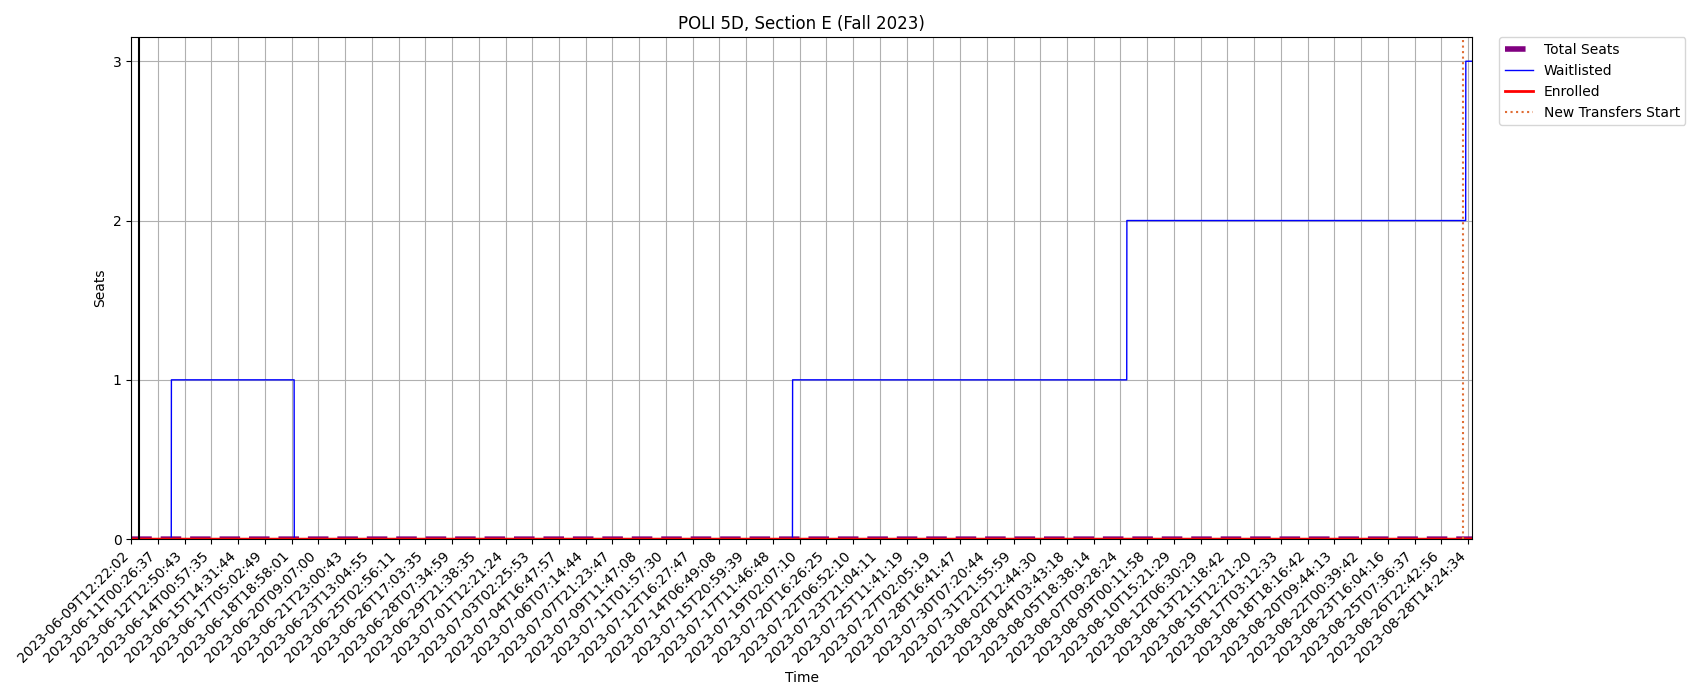 POLI 5D, Section E (Fall 2023)
Total Seats
Waitlisted
Enrolled
New Transfers Start
Seats
3
2
1
0
2023-06-09T12:22:02
2023-06-11T00:26:37
2023-06-12T12:50:43
2023-06-14T00:57:35
2023-06-15T14:31:44
2023-06-17T05:02:49
2023-06-18T18:58:01
2023-06-20T09:07:00
2023-06-21T23:00:43
2023-06-23T13:04:55
2023-06-25T02:56:11
2023-06-26T17:03:35
2023-06-28T07:34:59
2023-06-29T21:38:35
2023-07-01T12:21:24
2023-07-03T02:25:53
2023-07-04T16:47:57
2023-07-06T07:14:44
2023-07-07T21:23:47
2023-07-09T11:47:08
2023-07-11T01:57:30
2023-07-12T16:27:47
2023-07-14T06:49:08
2023-07-15T20:59:39
2023-07-17T11:46:48
2023-07-19T02:07:10
2023-07-20T16:26:25
2023-07-22T06:52:10
2023-07-23T21:04:11
2023-07-25T11:41:19
2023-07-27T02:05:19
2023-07-28T16:41:47
2023-07-30T07:20:44
2023-07-31T21:55:59
2023-08-02T12:44:30
2023-08-04T03:43:18
2023-08-05T18:38:14
2023-08-07T09:28:24
2023-08-09T00:11:58
2023-08-10T15:21:29
2023-08-12T06:30:29
2023-08-13T21:18:42
2023-08-15T12:21:20
2023-08-17T03:12:33
2023-08-18T18:16:42
2023-08-20T09:44:13
2023-08-22T00:39:42
2023-08-23T16:04:16
2023-08-25T07:36:37
2023-08-26T22:42:56
2023-08-28T14:24:34
Time